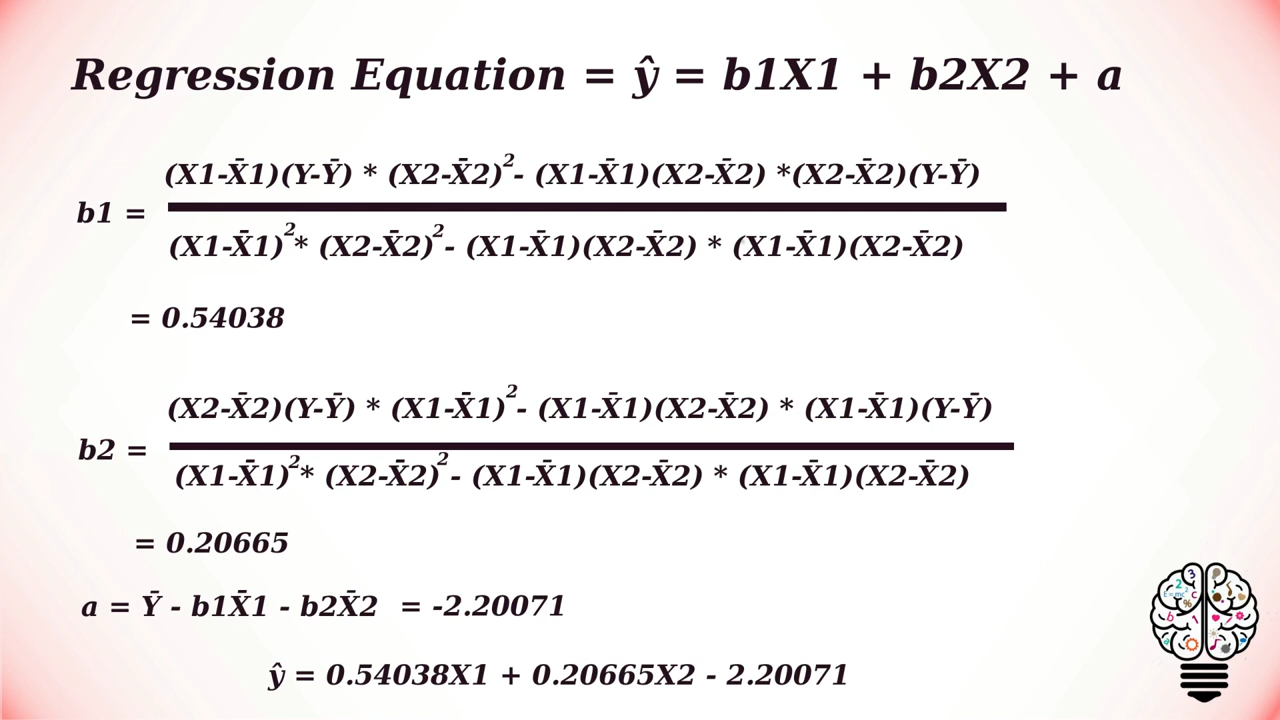 Regression Equation = ŷ = b1X1 + b2X2 + a
(X1-X̄1)(Y-Ȳ) * (X2-X̄2)²- (X1-X̄1)(X2-X̄2) *(X2-X̄2)(Y-Ȳ)
b1 =
(X1-X̄1)²* (X2-X̄2)²- (X1-X̄1)(X2-X̄2) * (X1-X̄1)(X2-X̄2)
= 0.54038
(X2-X̄2)(Y-Ȳ) * (X1-X̄1)²- (X1-X̄1)(X2-X̄2) * (X1-X̄1)(Y-Ȳ)
b2 =
(X1-X̄1)²* (X2-X̄2)²- (X1-X̄1)(X2-X̄2) * (X1-X̄1)(X2-X̄2)
= 0.20665
a = Ȳ - b1X̄1 - b2X̄2 = -2.20071
ŷ = 0.54038X1 + 0.20665X2 - 2.20071